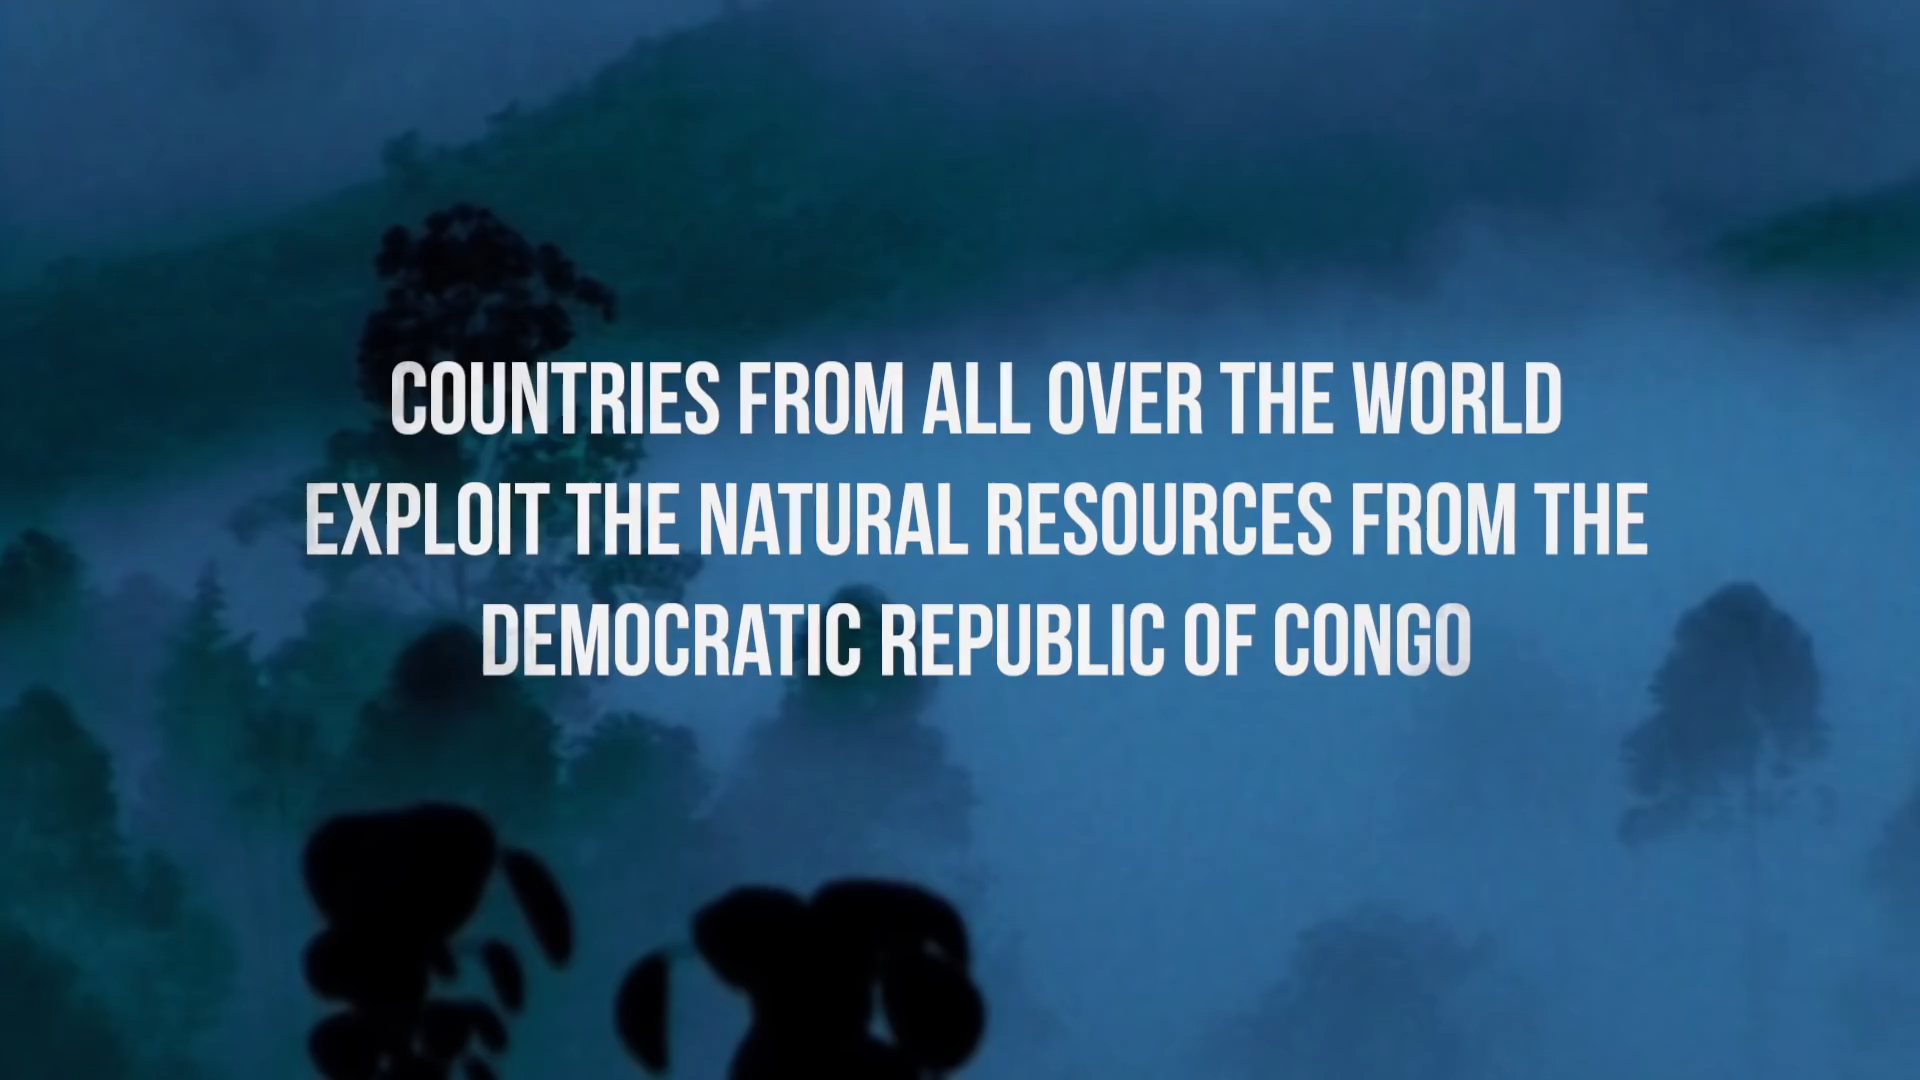 COUNTRIES FROM ALL OVER THE WORLD
EXPLOIT THE NATURAL RESOURCES FROM THE
DEMOCRATIC REPUBLIC OF CONGO